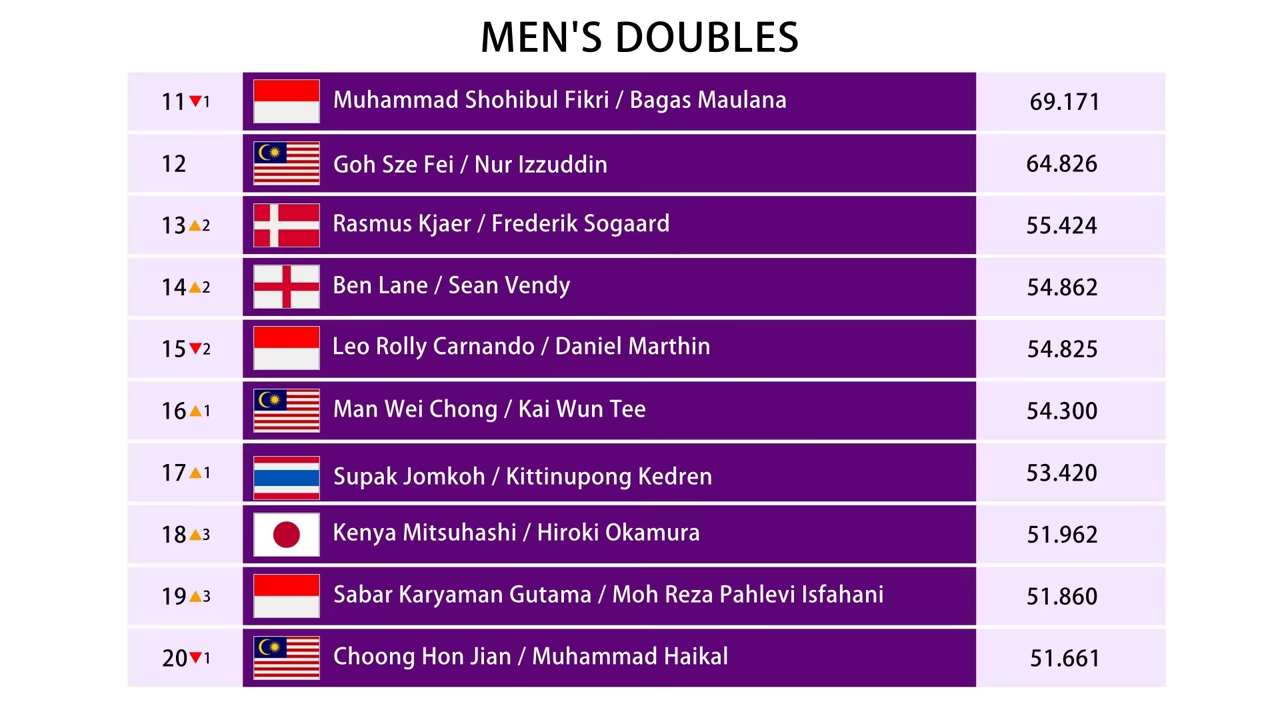 MEN'S DOUBLES
11▼1 Muhammad Shohibul Fikri / Bagas Maulana 69.171
12 Goh Sze Fei / Nur Izzuddin 64.826
13▲2 Rasmus Kjaer / Frederik Sogaard 55.424
14▲2 Ben Lane / Sean Vendy 54.862
15▼2 Leo Rolly Carnando / Daniel Marthin 54.825
16▲1 Man Wei Chong / Kai Wun Tee 54.300
17▲1 Supak Jomkoh / Kittinupong Kedren 53.420
18▲3 Kenya Mitsuhashi / Hiroki Okamura 51.962
19▲3 Sabar Karyaman Gutama / Moh Reza Pahlevi Isfahani 51.860
20▼1 Choong Hon Jian / Muhammad Haikal 51.661